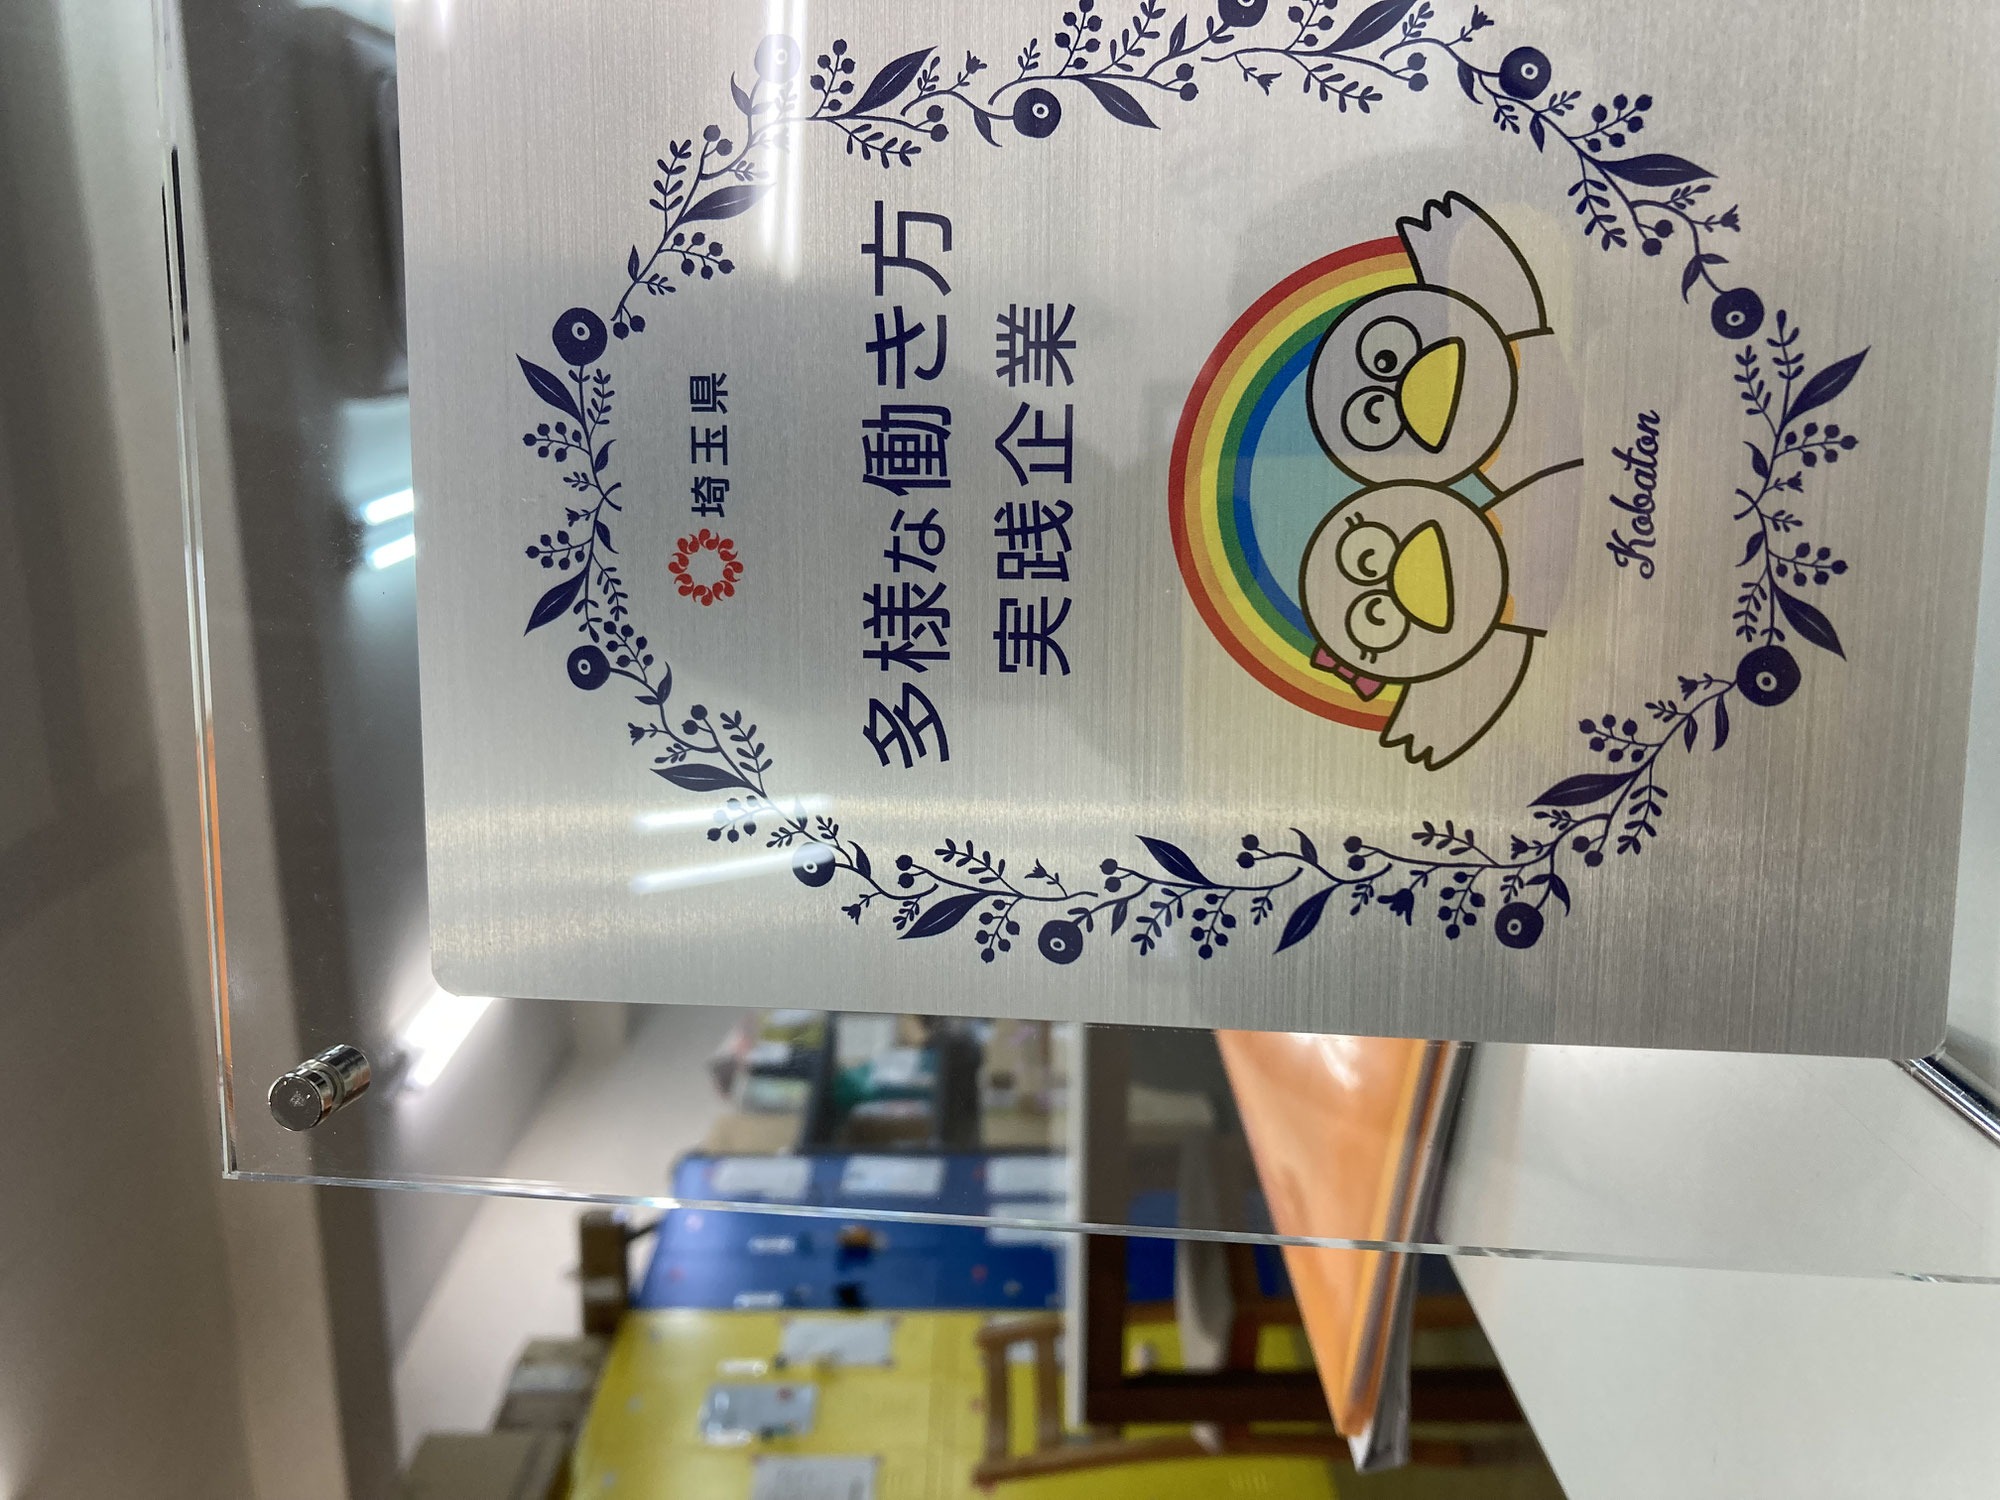 埼玉県
多様な働き方
実践企業
Kobaton